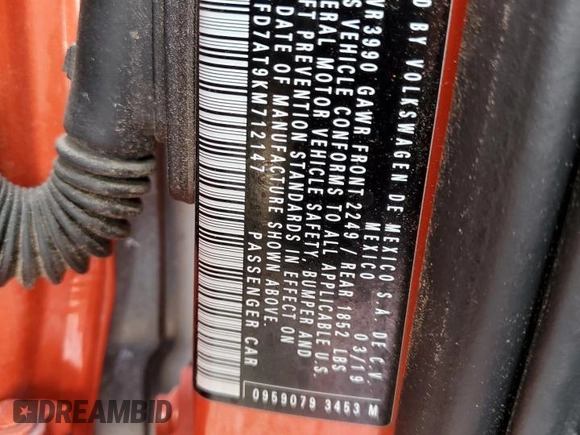 D BY VOLKSWAGEN DE MEXICO S.A. DE C.V.
MEXICO 03/19
VR 3990 GAWR FRONT 2249 / REAR 1852 LBS
S VEHICLE CONFORMS TO ALL APPLICABLE U.S.
ERAL MOTOR VEHICLE SAFETY, BUMPER AND
FT PREVENTION STANDARDS IN EFFECT ON
DATE OF MANUFACTURE SHOWN ABOVE
FD7AT9KM712147 PASSENGER CAR
0959079 3453 M
DREAMBID